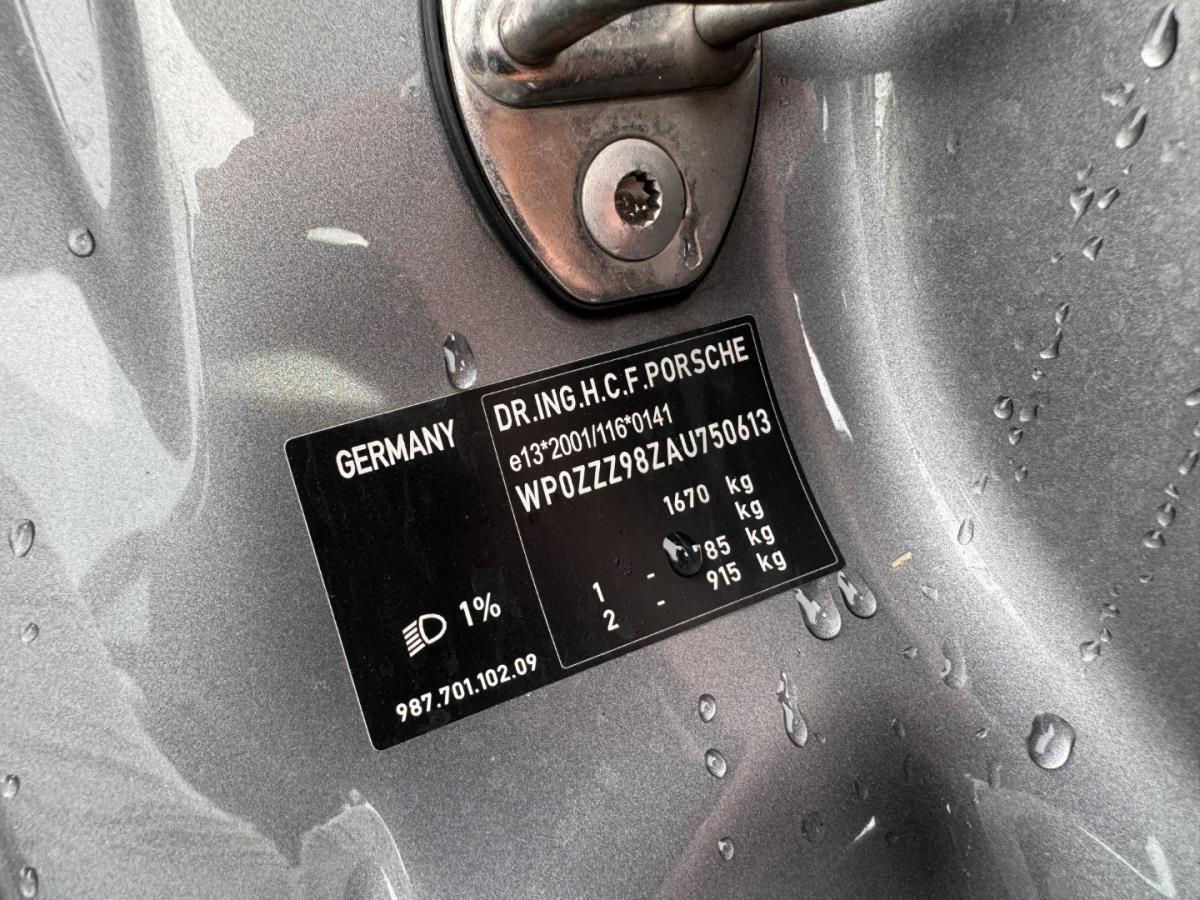 GERMANY
1%
987.701.102.09
DR.ING.H.C.F.PORSCHE
e13*2001/116*0141
WP0ZZZ98ZAU750613
1670 kg
kg
1 - 85 kg
2 - 915 kg